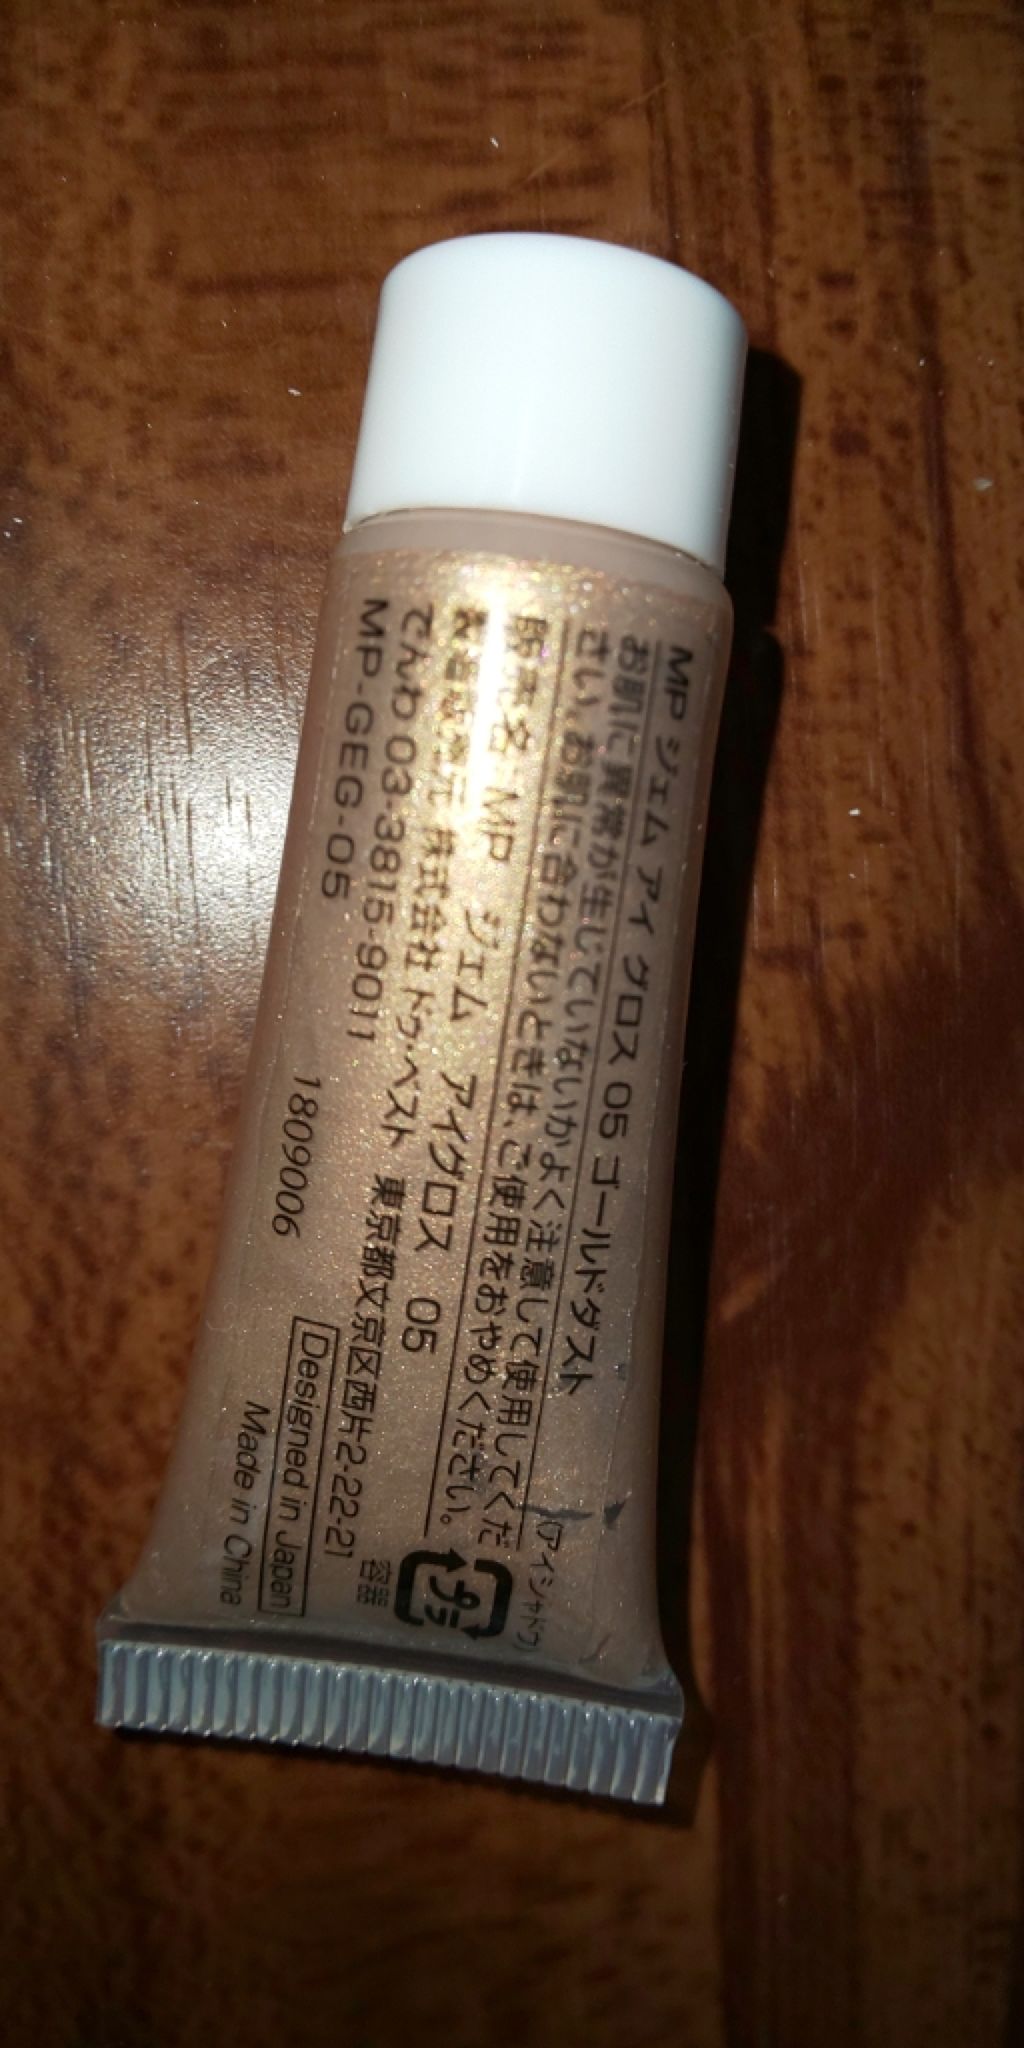 MP ジェム アイ グロス 05 ゴールドダスト
(アイシャドウ)
お肌に異常が生じていないかよく注意して使用してくだ
さい。お肌に合わないときは、ご使用をおやめください。
販売名：MP ジェム アイグロス 05
製造販売元 株式会社 ドゥ・ベスト 東京都文京区西片2-22-21
でんわ 03-3815-9011
MP-GEG-05
1809006
Designed in Japan
Made in China
プラ
容器